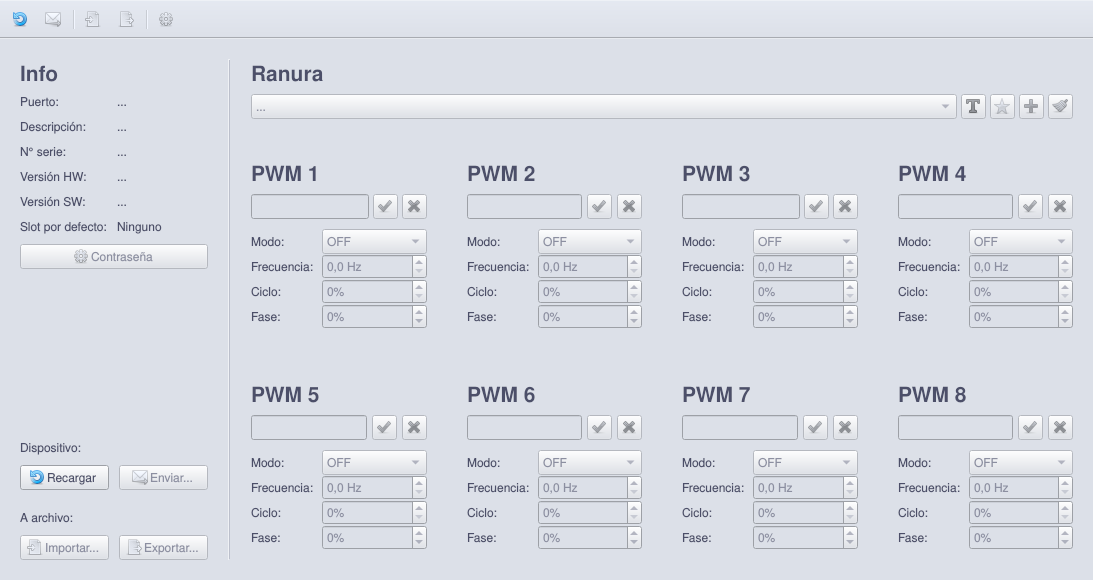 Info
Puerto: ...
Descripción: ...
N° serie: ...
Versión HW: ...
Versión SW: ...
Slot por defecto: Ninguno
Contraseña
Dispositivo:
Recargar Enviar...
A archivo:
Importar... Exportar...
Ranura
...
T
PWM 1 PWM 2 PWM 3 PWM 4
Modo: OFF Modo: OFF Modo: OFF Modo: OFF
Frecuencia: 0,0 Hz Frecuencia: 0,0 Hz Frecuencia: 0,0 Hz Frecuencia: 0,0 Hz
Ciclo: 0% Ciclo: 0% Ciclo: 0% Ciclo: 0%
Fase: 0% Fase: 0% Fase: 0% Fase: 0%
PWM 5 PWM 6 PWM 7 PWM 8
Modo: OFF Modo: OFF Modo: OFF Modo: OFF
Frecuencia: 0,0 Hz Frecuencia: 0,0 Hz Frecuencia: 0,0 Hz Frecuencia: 0,0 Hz
Ciclo: 0% Ciclo: 0% Ciclo: 0% Ciclo: 0%
Fase: 0% Fase: 0% Fase: 0% Fase: 0%